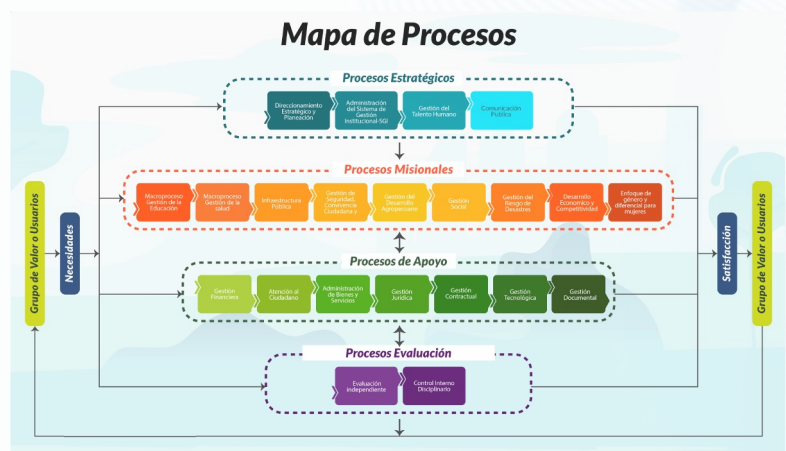 Mapa de Procesos
Procesos Estratégicos
Direccionamiento
Estratégico y
Planeación
Administración
del Sistema de
Gestión
Institucional-SGI
Gestión del
Talento Humano
Comunicación
Pública
Procesos Misionales
Macroproceso
Gestión de la
Educación
Macroproceso
Gestión de la
salud
Infraestructura
Pública
Gestión de
Seguridad,
Convivencia
Ciudadana y
Gestión del
Desarrollo
Agropecuario
Gestión
Social
Gestión del
Riesgo de
Desastres
Desarrollo
Económico y
Competitividad
Enfoque de
género y
diferencial para
mujeres
Grupo de Valor o Usuarios
Necesidades
Procesos de Apoyo
Gestión
Financiera
Atención al
Ciudadano
Administración
de Bienes y
Servicios
Gestión
Jurídica
Gestión
Contractual
Gestión
Tecnológica
Gestión
Documental
Satisfacción
Grupo de Valor o Usuarios
Procesos Evaluación
Evaluación
independiente
Control Interno
Disciplinario